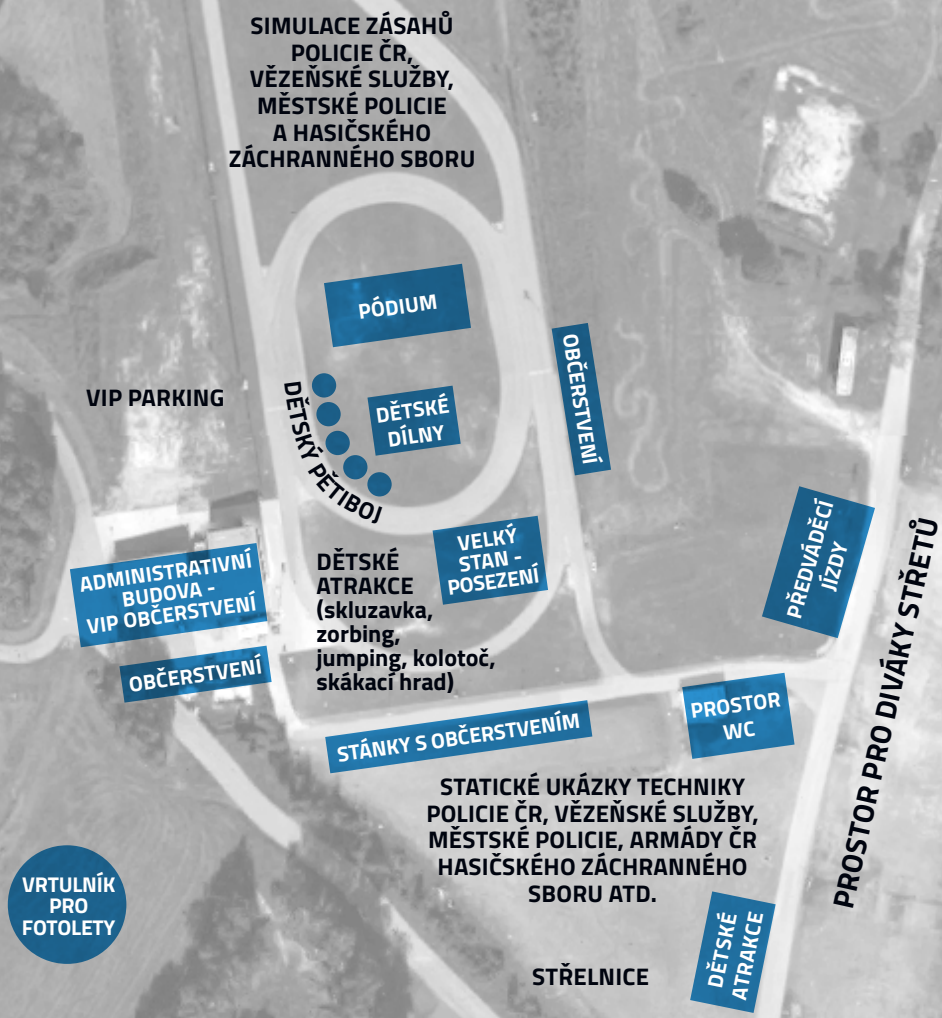 SIMULACE ZÁSAHŮ
POLICIE ČR,
VĚZEŇSKÉ SLUŽBY,
MĚSTSKÉ POLICIE
A HASIČSKÉHO
ZÁCHRANNÉHO SBORU
PÓDIUM
OBČERSTVENÍ
VIP PARKING
DĚTSKÝ PĚTIBOJ
DĚTSKÉ
DÍLNY
PŘEDVÁDĚCÍ
JÍZDY
PROSTOR PRO DIVÁKY STŘETŮ
ADMINISTRATIVNÍ
BUDOVA -
VIP OBČERSTVENÍ
DĚTSKÉ
ATRAKCE
(skluzavka,
zorbing,
jumping, kolotoč,
skákací hrad)
VELKÝ
STAN -
POSEZENÍ
OBČERSTVENÍ
STÁNKY S OBČERSTVENÍM
PROSTOR
WC
STATICKÉ UKÁZKY TECHNIKY
POLICIE ČR, VĚZEŇSKÉ SLUŽBY,
MĚSTSKÉ POLICIE, ARMÁDY ČR
HASIČSKÉHO ZÁCHRANNÉHO
SBORU ATD.
VRTULNÍK
PRO
FOTOLETY
STŘELNICE
DĚTSKÉ
ATRAKCE